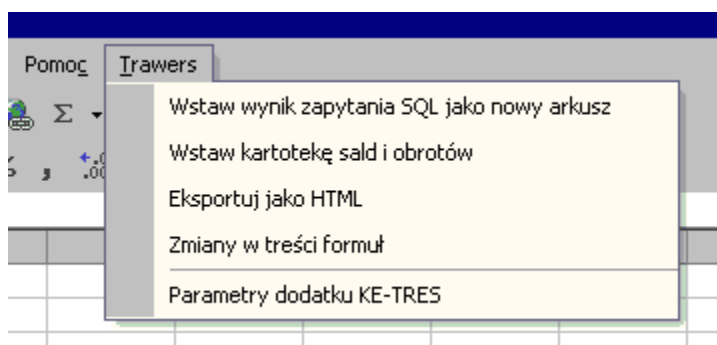 Pomoc Trawers
Σ
, .00
Wstaw wynik zapytania SQL jako nowy arkusz
Wstaw kartotekę sald i obrotów
Eksportuj jako HTML
Zmiany w treści formuł
Parametry dodatku KE-TRES